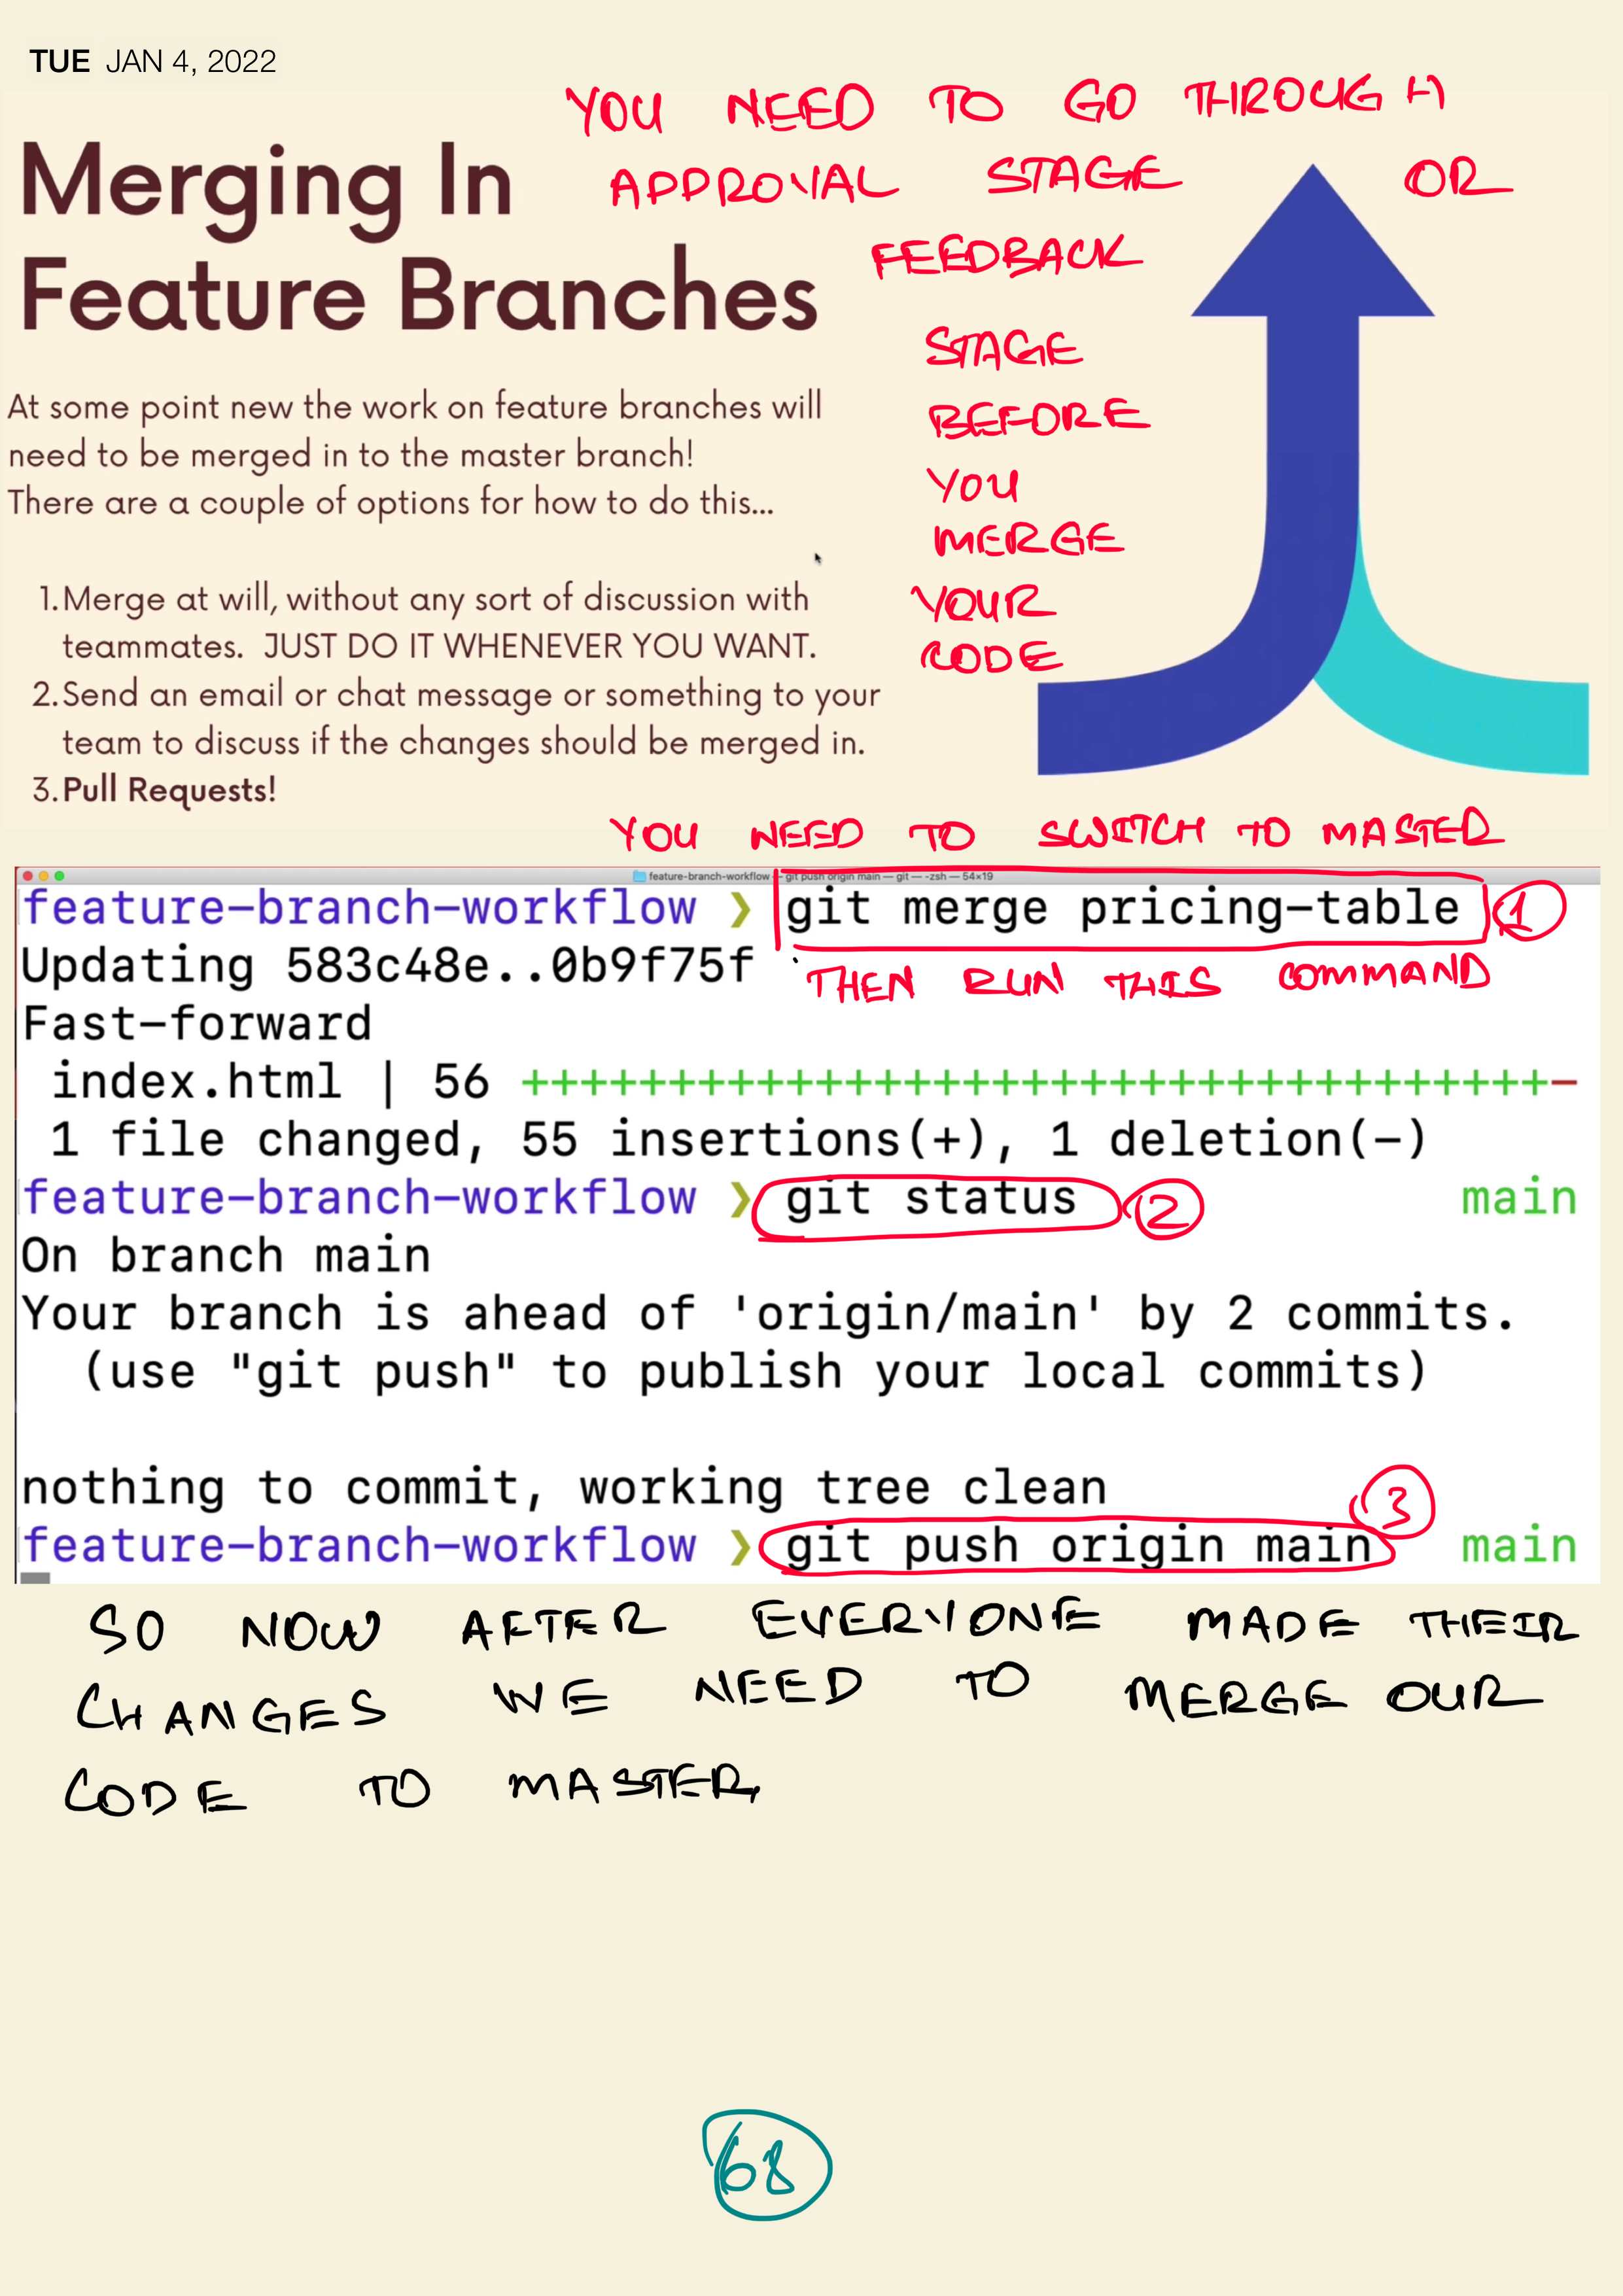 TUE JAN 4, 2022
YOU NEED TO GO THROUGH
APPROVAL STAGE OR
FEEDBACK
STAGE
BEFORE
YOU
MERGE
YOUR
CODE
Merging In
Feature Branches
At some point new the work on feature branches will
need to be merged in to the master branch!
There are a couple of options for how to do this...
1. Merge at will, without any sort of discussion with
teammates. JUST DO IT WHENEVER YOU WANT.
2. Send an email or chat message or something to your
team to discuss if the changes should be merged in.
3. Pull Requests!
YOU NEED TO SWITCH TO MASTER
feature-branch-workflow — git push origin main — git — -zsh — 54×19
feature-branch-workflow ❯ git merge pricing-table 1
Updating 583c48e..0b9f75f
THEN RUN THIS COMMAND
Fast-forward
index.html | 56 +++++++++++++++++++++++++++++++++++-
1 file changed, 55 insertions(+), 1 deletion(-)
feature-branch-workflow ❯ git status 2 main
On branch main
Your branch is ahead of 'origin/main' by 2 commits.
(use "git push" to publish your local commits)
nothing to commit, working tree clean
feature-branch-workflow ❯ git push origin main 3 main
SO NOW AFTER EVERYONE MADE THEIR
CHANGES WE NEED TO MERGE OUR
CODE TO MASTER,
68